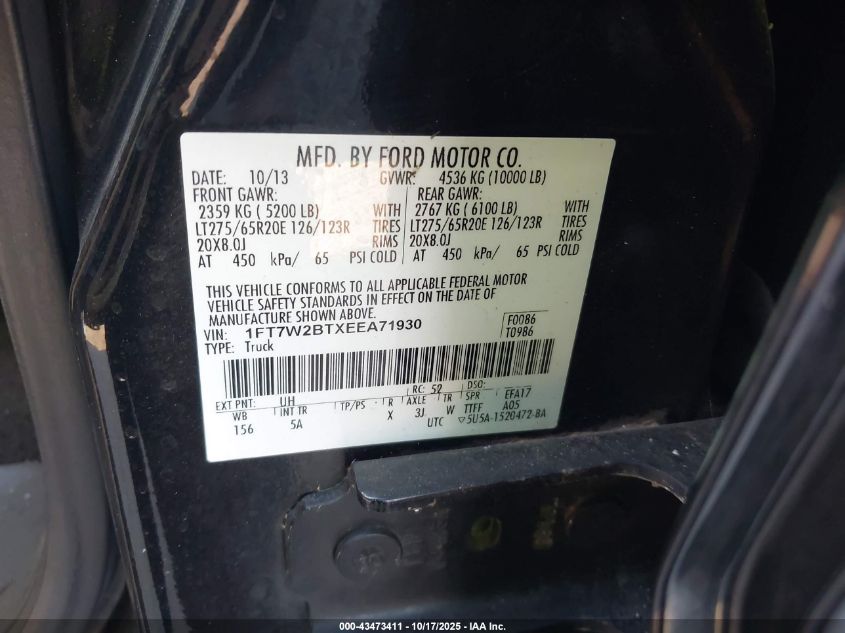 MFD. BY FORD MOTOR CO.
DATE: 10/13 GVWR: 4536 KG (10000 LB)
FRONT GAWR: REAR GAWR:
2359 KG ( 5200 LB) WITH 2767 KG ( 6100 LB) WITH
LT275/65R20E 126/123R TIRES LT275/65R20E 126/123R TIRES
20X8.0J RIMS 20X8.0J RIMS
AT 450 kPa/ 65 PSI COLD AT 450 kPa/ 65 PSI COLD
THIS VEHICLE CONFORMS TO ALL APPLICABLE FEDERAL MOTOR
VEHICLE SAFETY STANDARDS IN EFFECT ON THE DATE OF
MANUFACTURE SHOWN ABOVE.
VIN: 1FT7W2BTXEEA71930 F0086
TYPE: Truck T0986
EXT PNT: UH RC: 52 DSO:
WB INT TR TP/PS R AXLE TR SPR EFA17
156 5A X 3J W TTFF A05
UTC ▽5U5A-1520472-BA
000-43473411 - 10/17/2025 - IAA Inc.